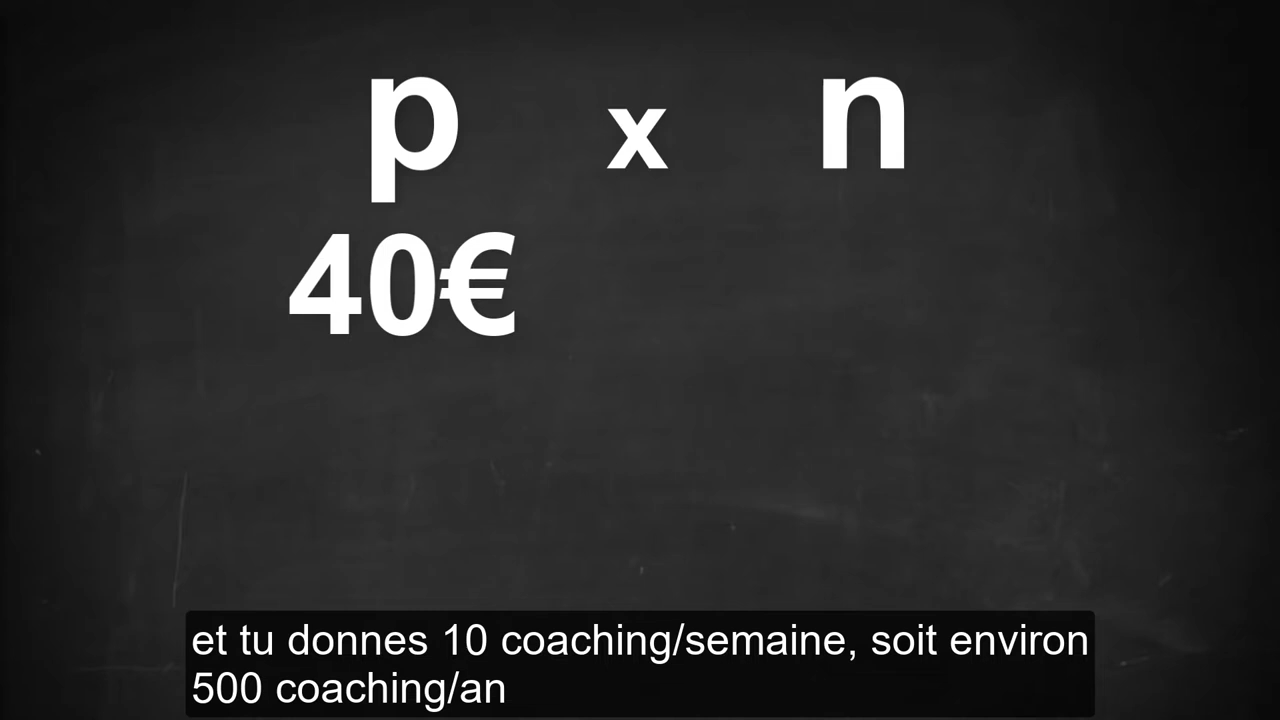 p x n
40€
et tu donnes 10 coaching/semaine, soit environ
500 coaching/an